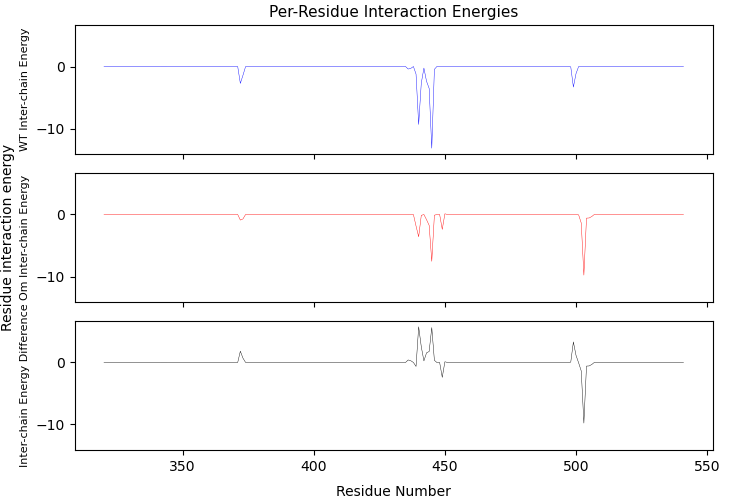 Per-Residue Interaction Energies
Residue interaction energy
WT Inter-chain Energy
0
−10
Om Inter-chain Energy
0
−10
Inter-chain Energy Difference
0
−10
350
400
450
500
550
Residue Number